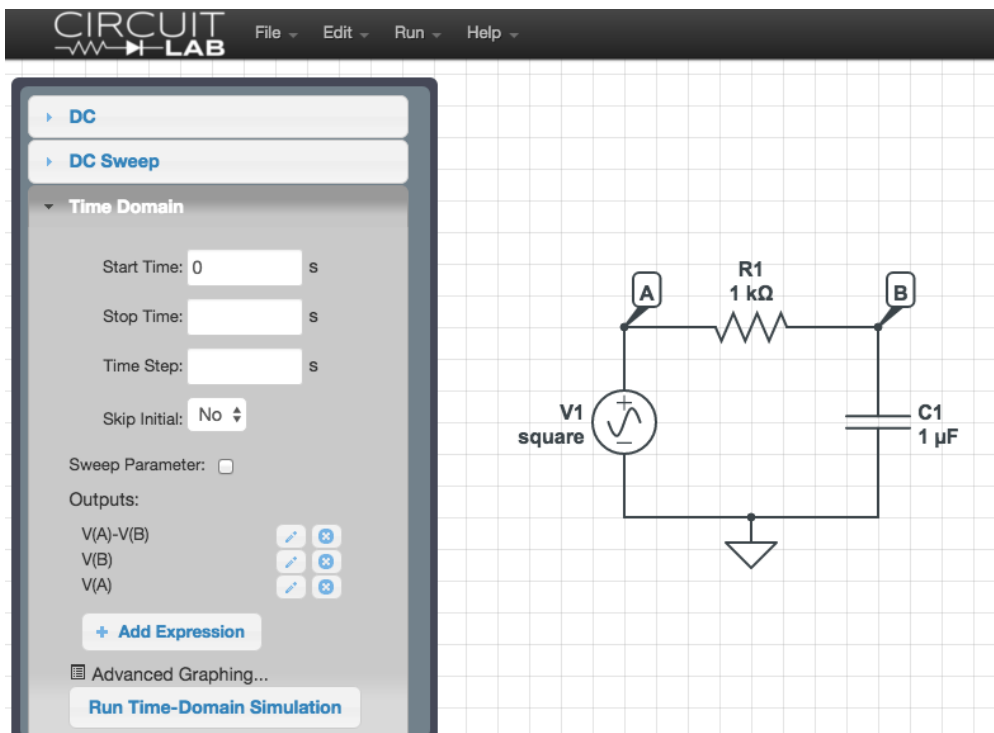 CIRCUIT LAB
File Edit Run Help
DC
DC Sweep
Time Domain
Start Time: 0 s
Stop Time: s
Time Step: s
Skip Initial: No
Sweep Parameter:
Outputs:
V(A)-V(B)
V(B)
V(A)
+ Add Expression
Advanced Graphing...
Run Time-Domain Simulation
A
R1
1 kΩ
B
V1
square
+
−
C1
1 µF